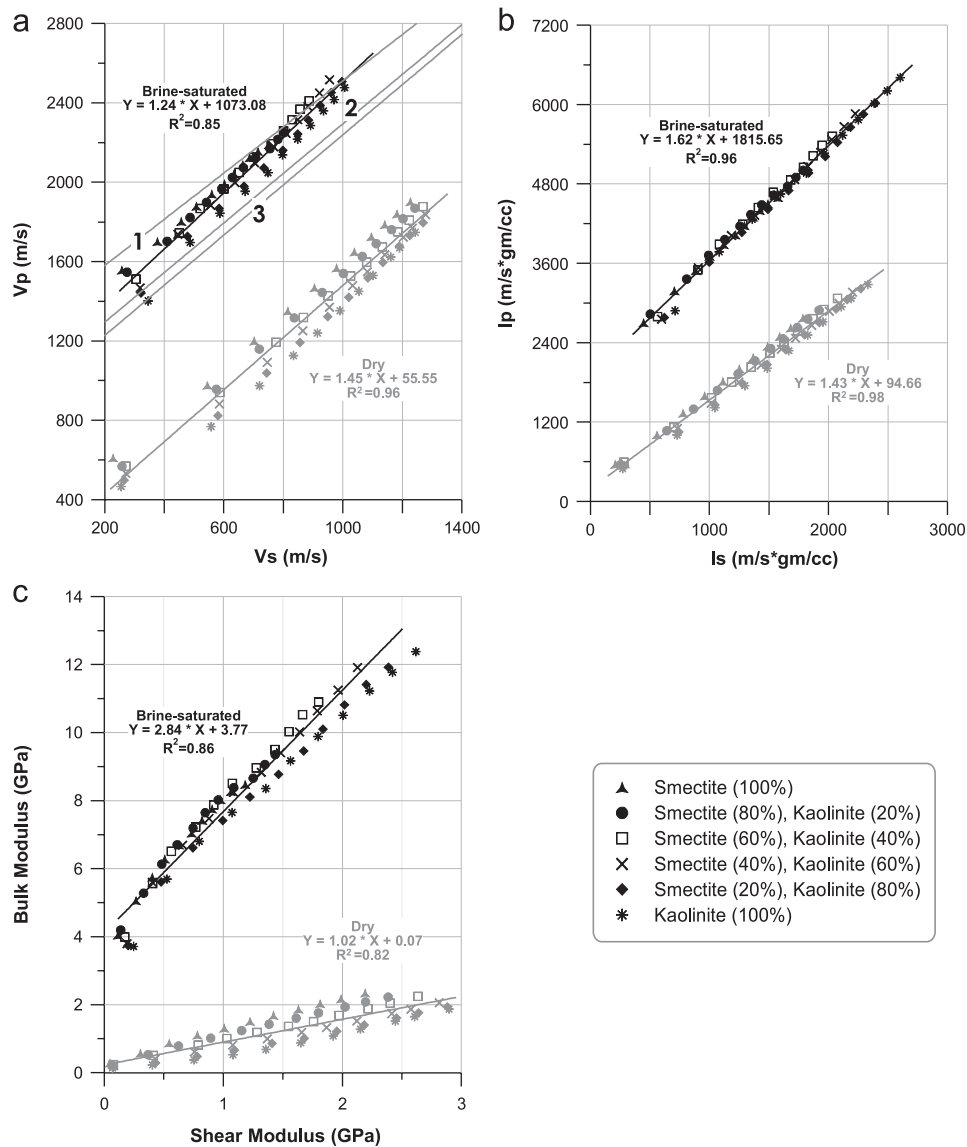 a
2800
2400
2000
1600
1200
800
400
Vp (m/s)
200
600
1000
1400
Vs (m/s)
Brine-saturated
Y = 1.24 * X + 1073.08
R²=0.85
1
2
3
Dry
Y = 1.45 * X + 55.55
R²=0.96
b
7200
6000
4800
3600
2400
1200
0
Ip (m/s*gm/cc)
0
1000
2000
3000
Is (m/s*gm/cc)
Brine-saturated
Y = 1.62 * X + 1815.65
R²=0.96
Dry
Y = 1.43 * X + 94.66
R²=0.98
c
14
12
10
8
6
4
2
0
Bulk Modulus (GPa)
0
1
2
3
Shear Modulus (GPa)
Brine-saturated
Y = 2.84 * X + 3.77
R²=0.86
Dry
Y = 1.02 * X + 0.07
R²=0.82
Smectite (100%)
Smectite (80%), Kaolinite (20%)
Smectite (60%), Kaolinite (40%)
Smectite (40%), Kaolinite (60%)
Smectite (20%), Kaolinite (80%)
Kaolinite (100%)